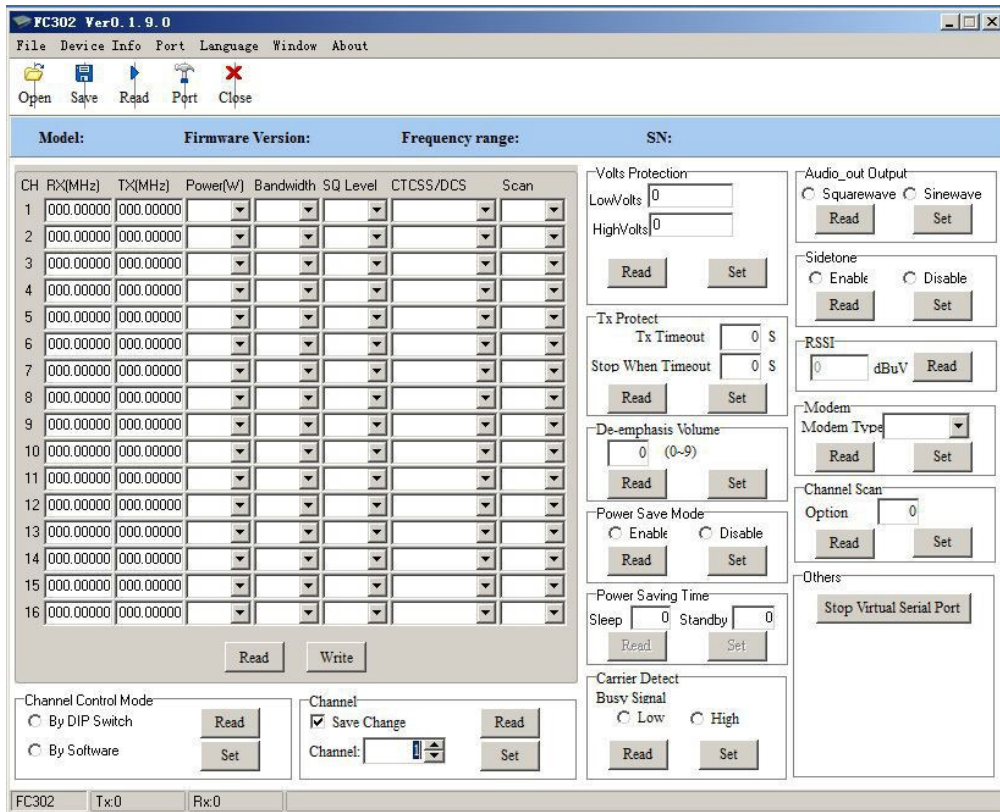 FC302 Ver0.1.9.0
File Device Info Port Language Window About
Open Save Read Port Close
Model: Firmware Version: Frequency range: SN:
CH RX(MHz) TX(MHz) Power(W) Bandwidth SQ Level CTCSS/DCS Scan
1 000.00000 000.00000
2 000.00000 000.00000
3 000.00000 000.00000
4 000.00000 000.00000
5 000.00000 000.00000
6 000.00000 000.00000
7 000.00000 000.00000
8 000.00000 000.00000
9 000.00000 000.00000
10 000.00000 000.00000
11 000.00000 000.00000
12 000.00000 000.00000
13 000.00000 000.00000
14 000.00000 000.00000
15 000.00000 000.00000
16 000.00000 000.00000
Read Write
Channel Control Mode
By DIP Switch Read
By Software Set
Channel
Save Change Read
Channel: 1 Set
Volts Protection
LowVolts 0
HighVolts 0
Read Set
Tx Protect
Tx Timeout 0 S
Stop When Timeout 0 S
Read Set
De-emphasis Volume
0 (0~9)
Read Set
Power Save Mode
Enable Disable
Read Set
Power Saving Time
Sleep 0 Standby 0
Read Set
Carrier Detect
Busy Signal
Low High
Read Set
Audio_out Output
Squarewave Sinewave
Read Set
Sidetone
Enable Disable
Read Set
RSSI
0 dBuV Read
Modem
Modem Type
Read Set
Channel Scan
Option 0
Read Set
Others
Stop Virtual Serial Port
FC302 Tx:0 Rx:0